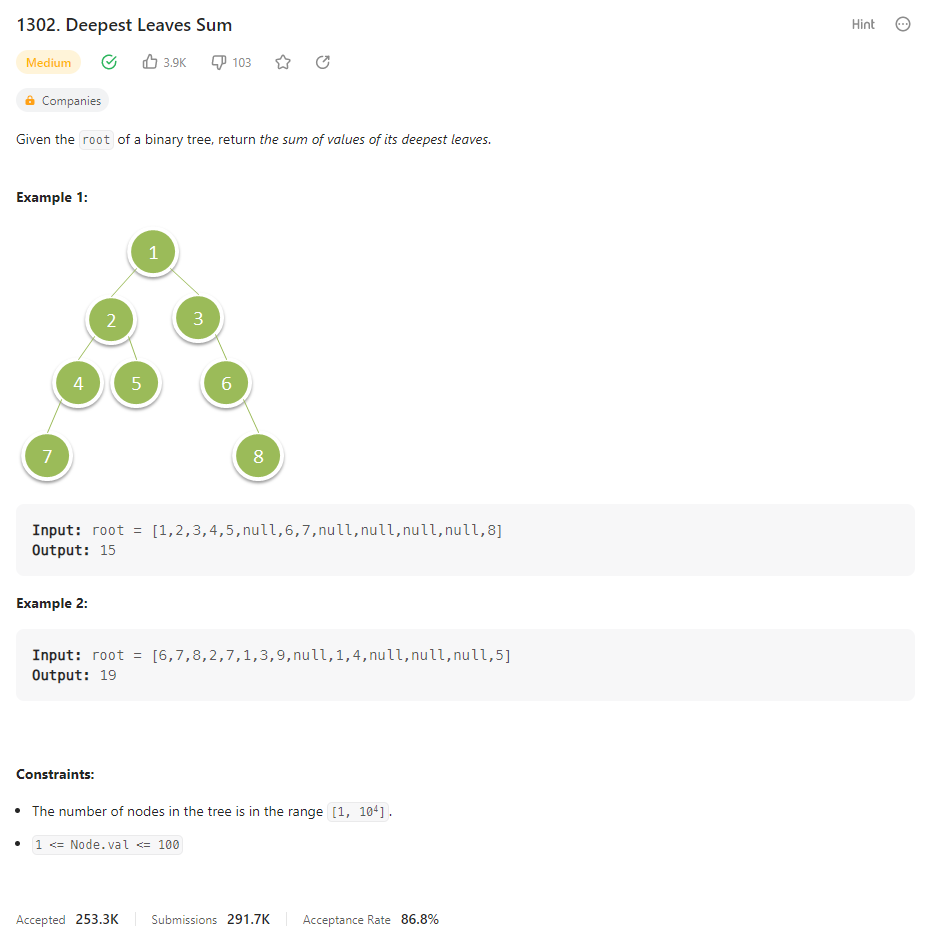 1302. Deepest Leaves Sum
Hint
Medium 3.9K 103
Companies
Given the root of a binary tree, return the sum of values of its deepest leaves.
Example 1:
1
2 3
4 5 6
7 8
Input: root = [1,2,3,4,5,null,6,7,null,null,null,null,8]
Output: 15
Example 2:
Input: root = [6,7,8,2,7,1,3,9,null,1,4,null,null,null,5]
Output: 19
Constraints:
• The number of nodes in the tree is in the range [1, 10⁴].
• 1 <= Node.val <= 100
Accepted 253.3K Submissions 291.7K Acceptance Rate 86.8%